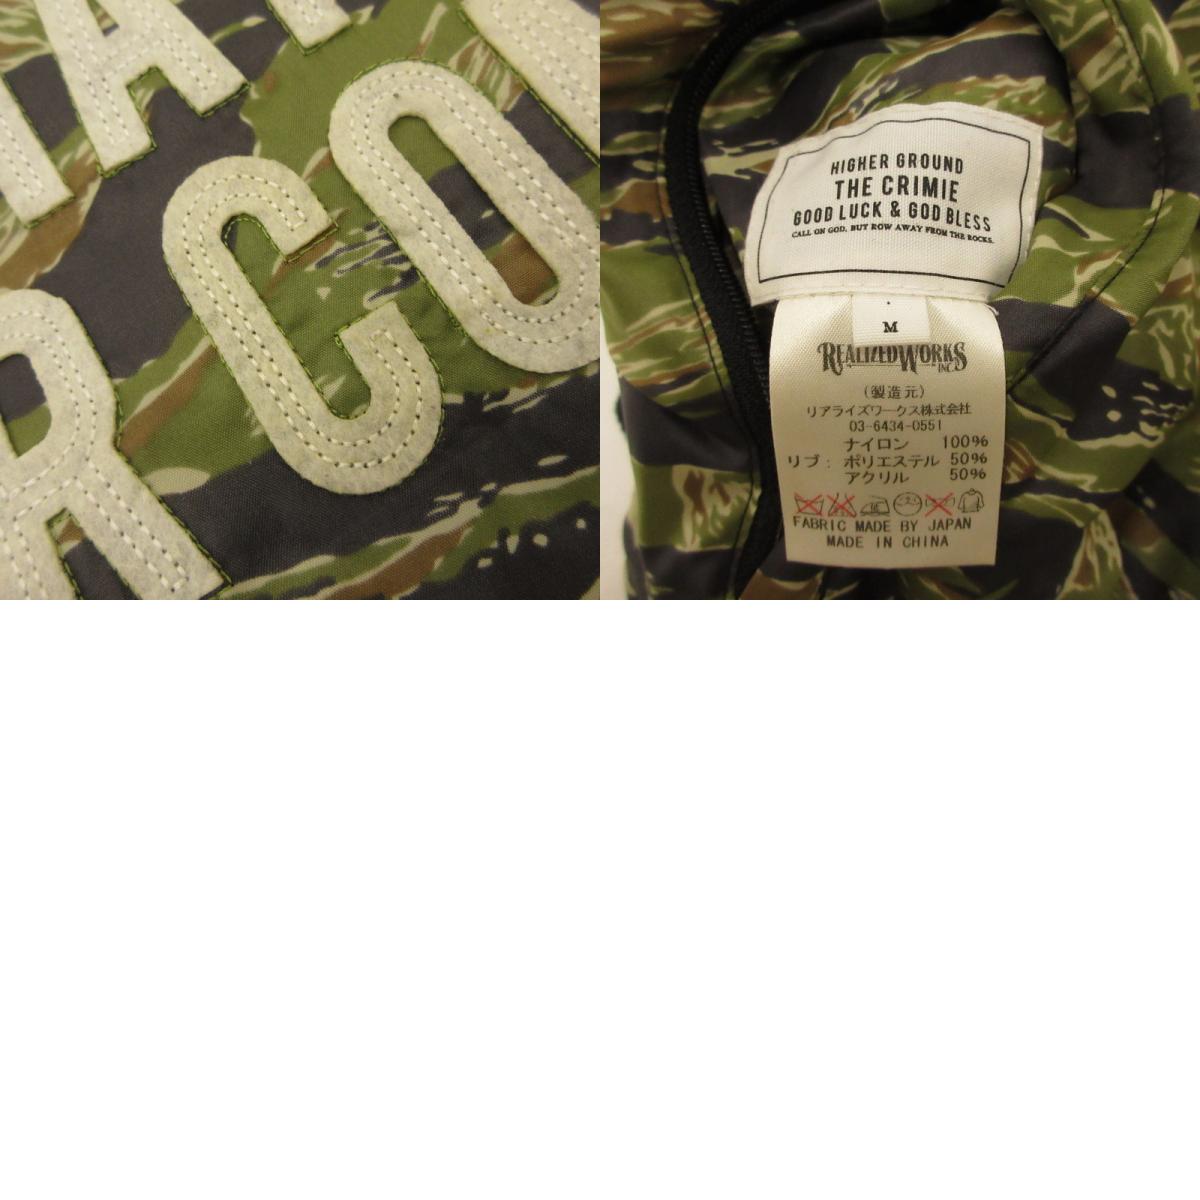 AT
R CO
HIGHER GROUND
THE CRIMIE
GOOD LUCK & GOD BLESS
CALL ON GOD, BUT ROW AWAY FROM THE ROCKS.
M
REALIZEDWORKS
INC.
(製造元)
リアライズワークス株式会社
03-6434-0551
ナイロン 100%
リブ: ポリエステル 50%
アクリル 50%
FABRIC MADE BY JAPAN
MADE IN CHINA